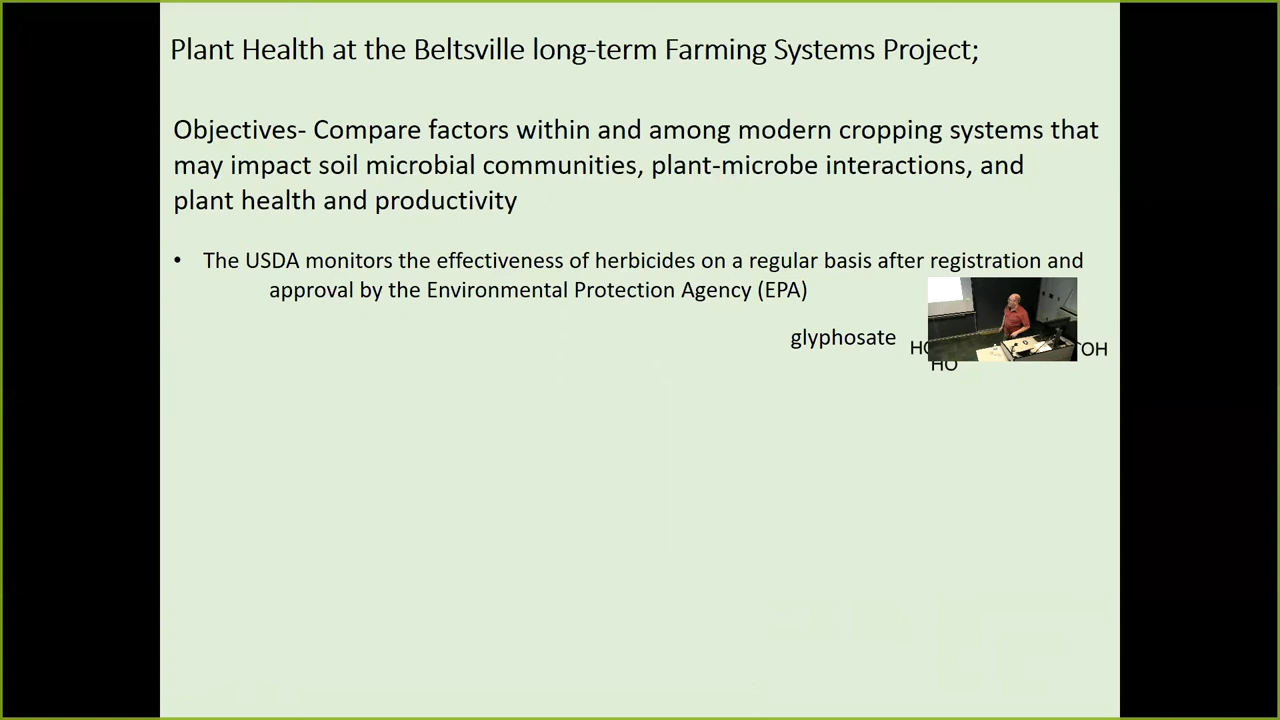 Plant Health at the Beltsville long-term Farming Systems Project;
Objectives- Compare factors within and among modern cropping systems that
may impact soil microbial communities, plant-microbe interactions, and
plant health and productivity
• The USDA monitors the effectiveness of herbicides on a regular basis after registration and
approval by the Environmental Protection Agency (EPA)
glyphosate
OH
HO